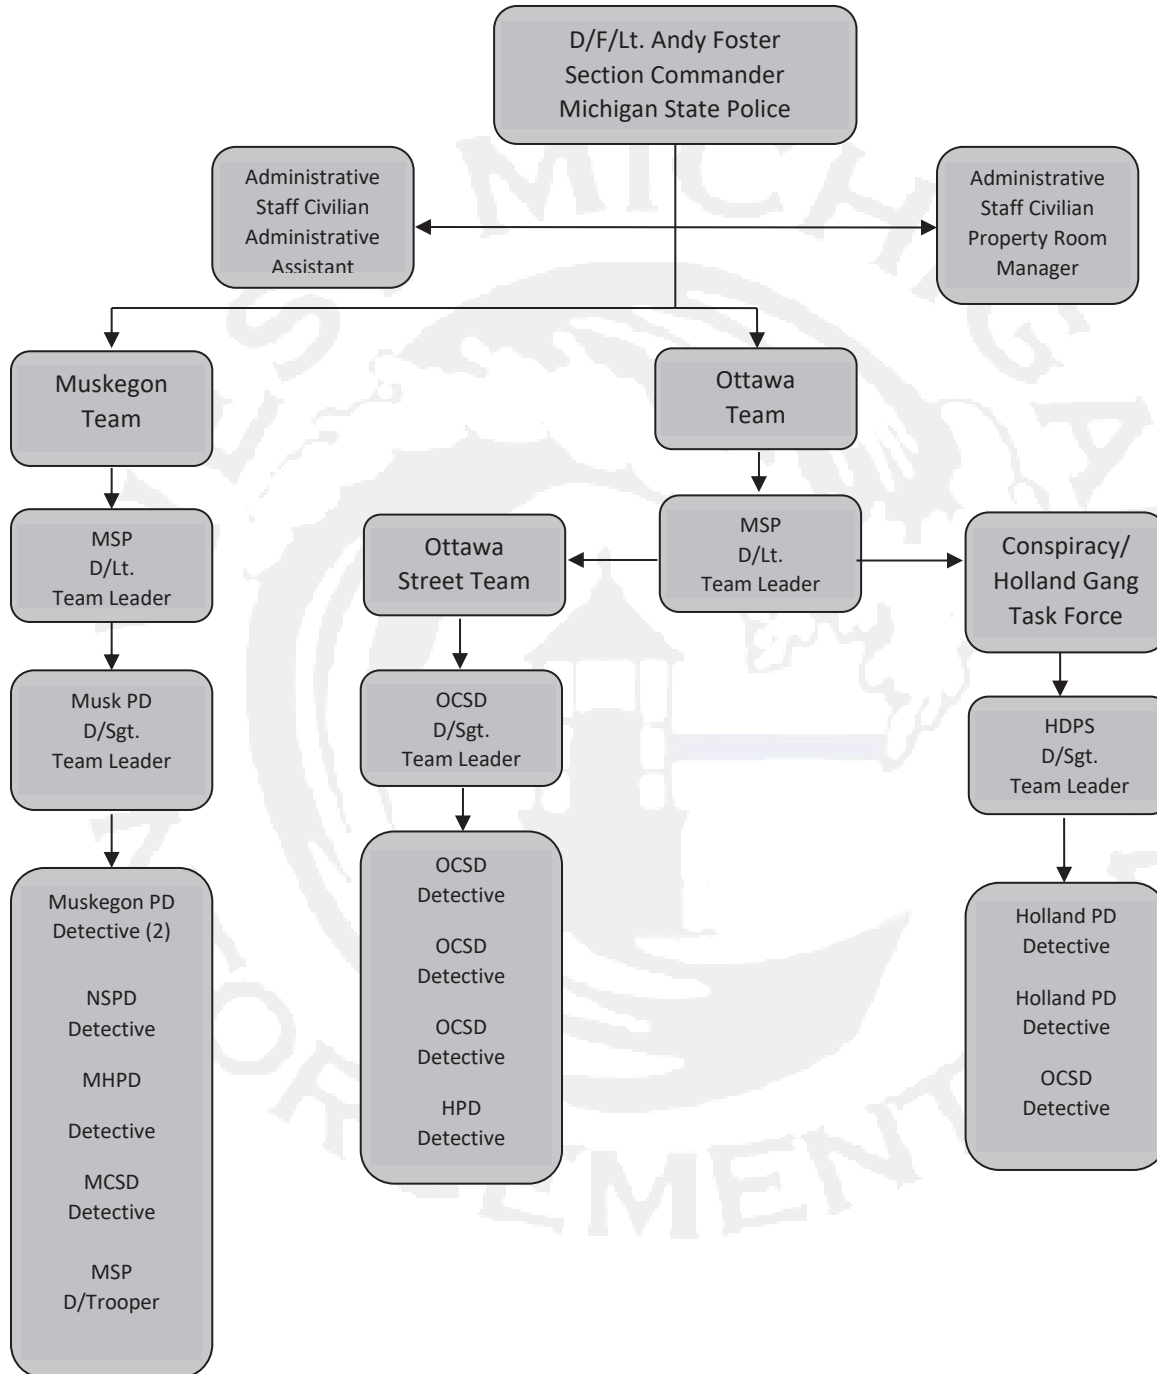 D/F/Lt. Andy Foster
Section Commander
Michigan State Police
Administrative
Staff Civilian
Administrative
Assistant
Administrative
Staff Civilian
Property Room
Manager
Muskegon
Team
Ottawa
Team
MSP
D/Lt.
Team Leader
Ottawa
Street Team
MSP
D/Lt.
Team Leader
Conspiracy/
Holland Gang
Task Force
Musk PD
D/Sgt.
Team Leader
OCSD
D/Sgt.
Team Leader
HDPS
D/Sgt.
Team Leader
Muskegon PD
Detective (2)
NSPD
Detective
MHPD
Detective
MCSD
Detective
MSP
D/Trooper
OCSD
Detective
OCSD
Detective
OCSD
Detective
HPD
Detective
Holland PD
Detective
Holland PD
Detective
OCSD
Detective